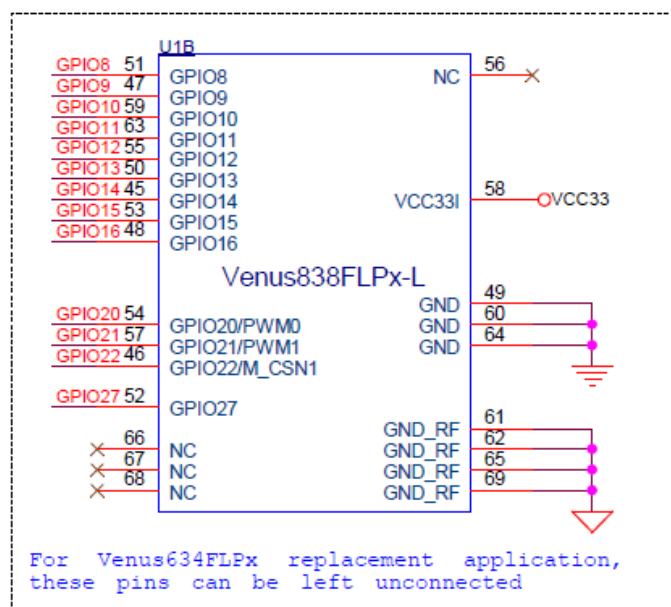 U1B
GPIO8 51 GPIO8 NC 56
GPIO9 47 GPIO9
GPIO10 59 GPIO10
GPIO11 63 GPIO11
GPIO12 55 GPIO12
GPIO13 50 GPIO13
GPIO14 45 GPIO14 VCC33I 58 VCC33
GPIO15 53 GPIO15
GPIO16 48 GPIO16
Venus838FLPx-L
GND 49
GPIO20 54 GPIO20/PWM0 GND 60
GPIO21 57 GPIO21/PWM1 GND 64
GPIO22 46 GPIO22/M_CSN1
GPIO27 52 GPIO27
GND_RF 61
66 NC GND_RF 62
67 NC GND_RF 65
68 NC GND_RF 69
For Venus634FLPx replacement application,
these pins can be left unconnected